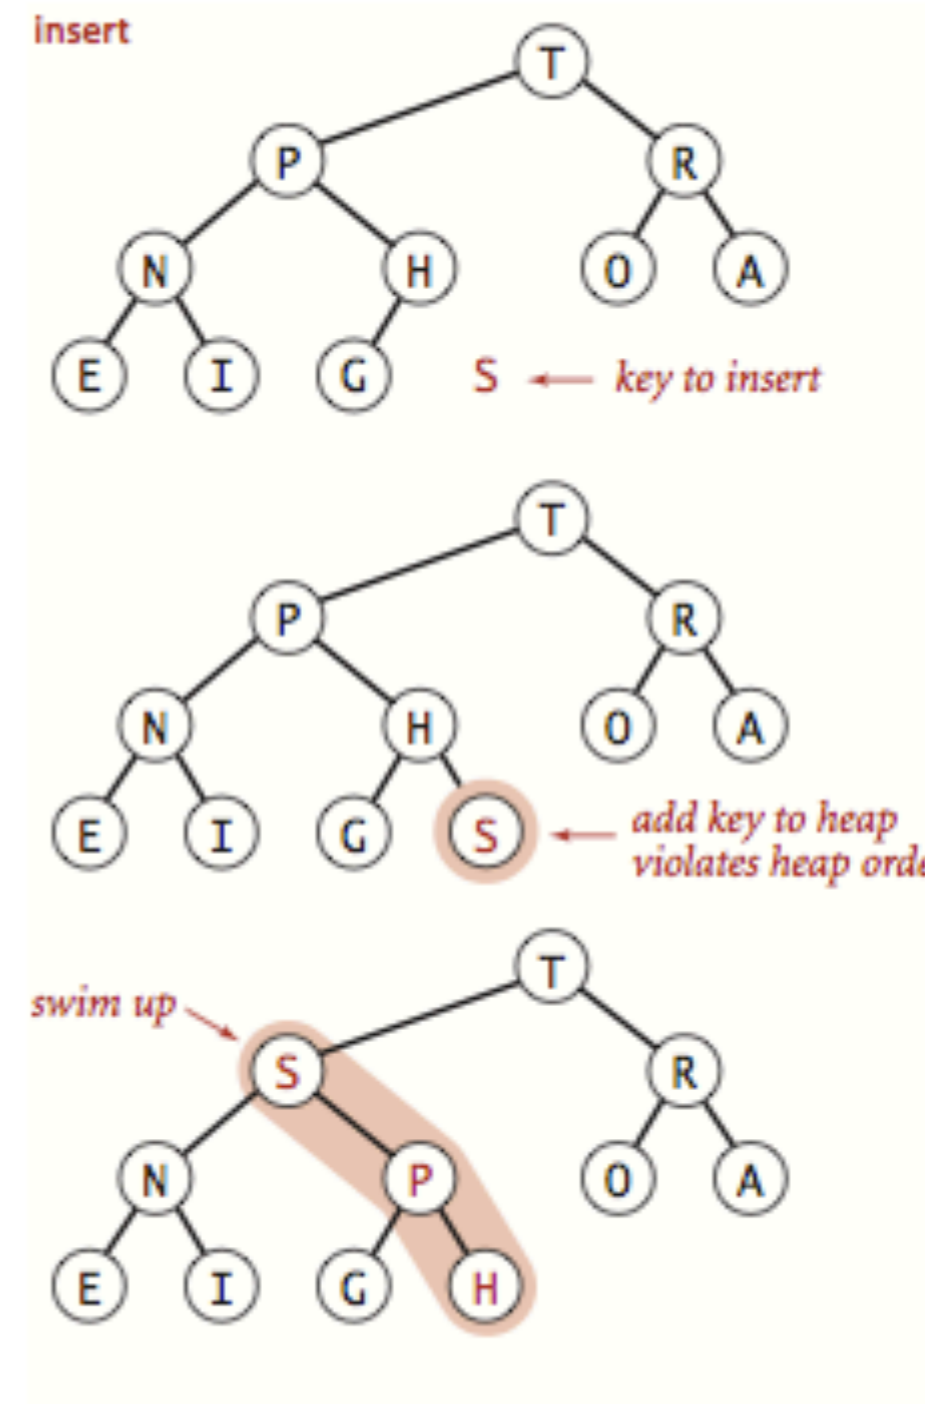 insert
T
P R
N H O A
E I G S key to insert
T
P R
N H O A
E I G S add key to heap
violates heap orde
T
swim up
S R
N P O A
E I G H